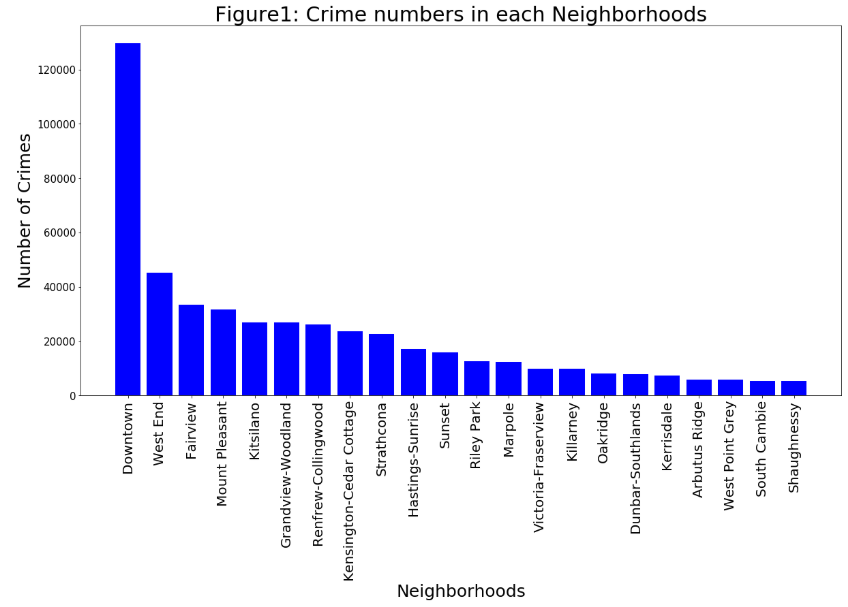 Figure1: Crime numbers in each Neighborhoods
Number of Crimes
120000
100000
80000
60000
40000
20000
0
Downtown
West End
Fairview
Mount Pleasant
Kitsilano
Grandview-Woodland
Renfrew-Collingwood
Kensington-Cedar Cottage
Strathcona
Hastings-Sunrise
Sunset
Riley Park
Marpole
Victoria-Fraserview
Killarney
Oakridge
Dunbar-Southlands
Kerrisdale
Arbutus Ridge
West Point Grey
South Cambie
Shaughnessy
Neighborhoods